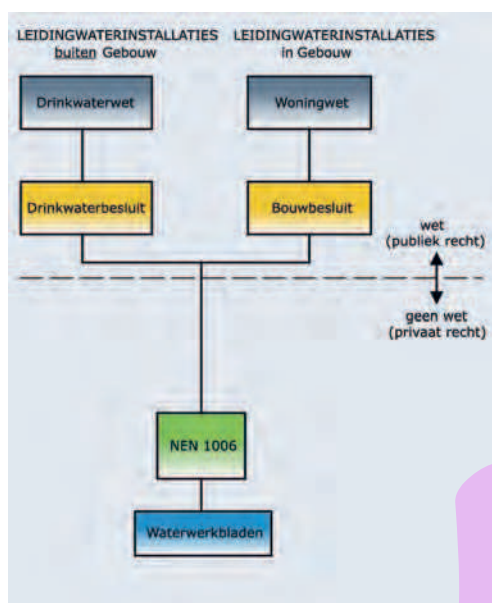 LEIDINGWATERINSTALLATIES
buiten Gebouw
LEIDINGWATERINSTALLATIES
in Gebouw
Drinkwaterwet
Woningwet
Drinkwaterbesluit
Bouwbesluit
wet
(publiek recht)
geen wet
(privaat recht)
NEN 1006
Waterwerkbladen